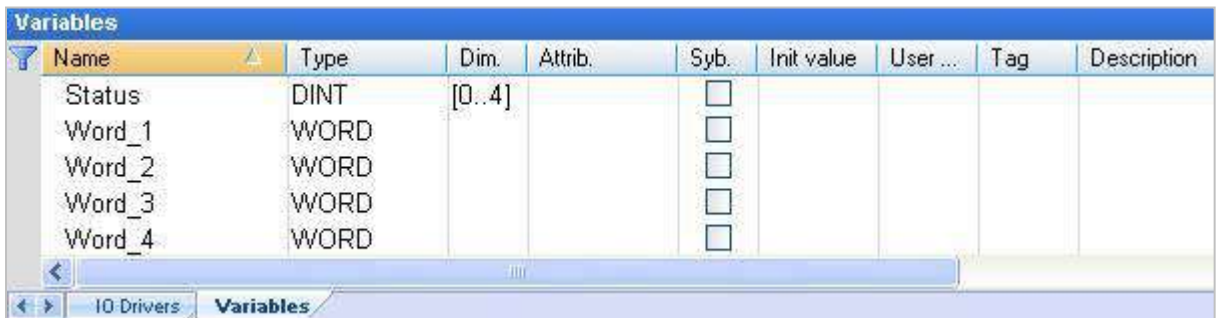 Variables
Name Type Dim. Attrib. Syb. Init value User ... Tag Description
Status DINT [0..4]
Word_1 WORD
Word_2 WORD
Word_3 WORD
Word_4 WORD
IO Drivers Variables